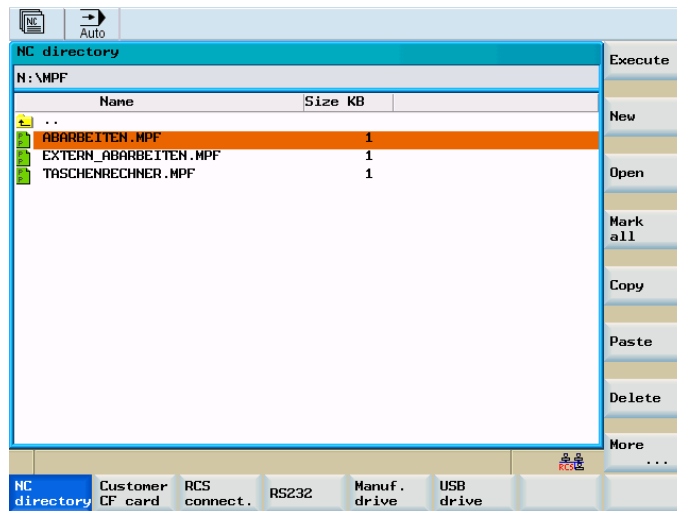 NC
Auto
NC directory
N:\MPF
Name Size KB
..
ABARBEITEN.MPF 1
EXTERN_ABARBEITEN.MPF 1
TASCHENRECHNER.MPF 1
Execute
New
Open
Mark
all
Copy
Paste
Delete
More
...
RCS
NC
directory
Customer
CF card
RCS
connect.
RS232
Manuf.
drive
USB
drive